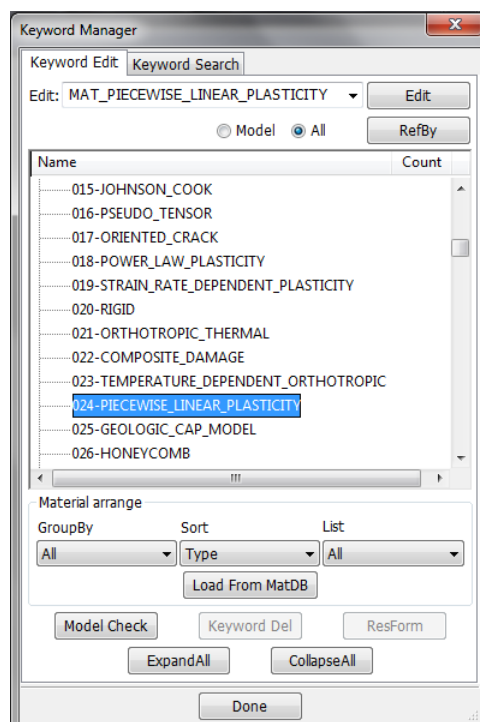 Keyword Manager
Keyword Edit Keyword Search
Edit: MAT_PIECEWISE_LINEAR_PLASTICITY Edit
Model All RefBy
Name Count
015-JOHNSON_COOK
016-PSEUDO_TENSOR
017-ORIENTED_CRACK
018-POWER_LAW_PLASTICITY
019-STRAIN_RATE_DEPENDENT_PLASTICITY
020-RIGID
021-ORTHOTROPIC_THERMAL
022-COMPOSITE_DAMAGE
023-TEMPERATURE_DEPENDENT_ORTHOTROPIC
024-PIECEWISE_LINEAR_PLASTICITY
025-GEOLOGIC_CAP_MODEL
026-HONEYCOMB
Material arrange
GroupBy Sort List
All Type All
Load From MatDB
Model Check Keyword Del ResForm
ExpandAll CollapseAll
Done